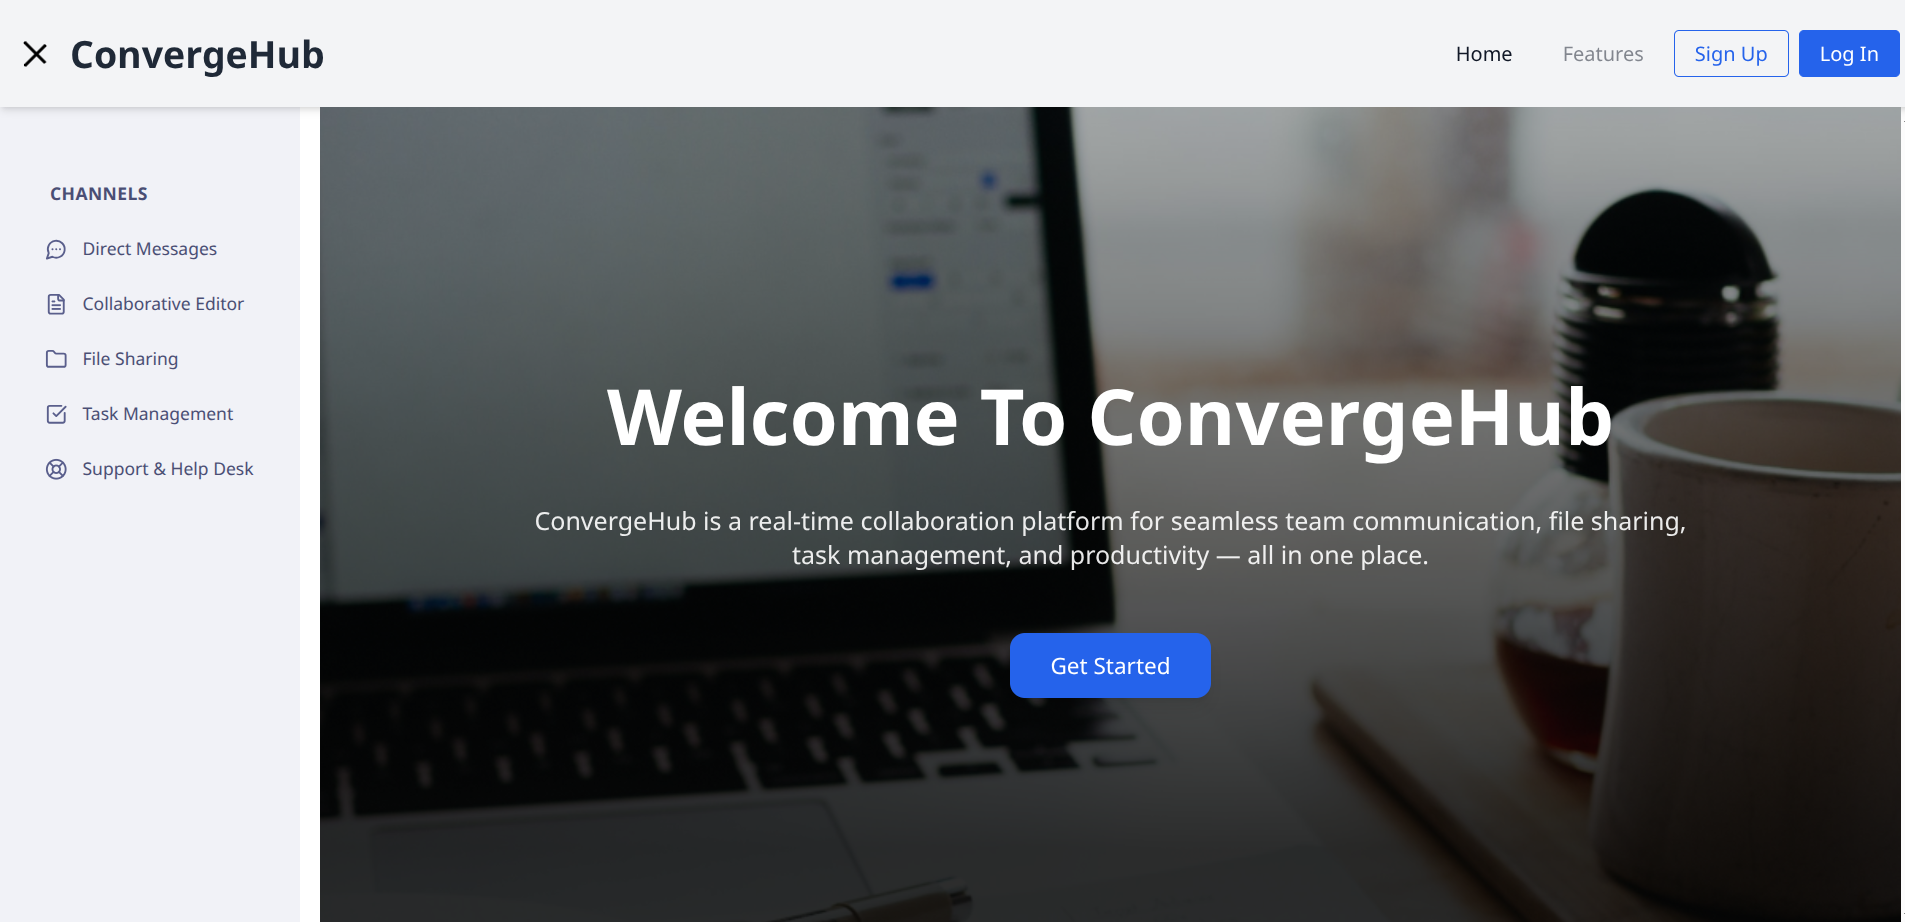 ConvergeHub
Home
Features
Sign Up
Log In
CHANNELS
Direct Messages
Collaborative Editor
File Sharing
Task Management
Support & Help Desk
Welcome To ConvergeHub
ConvergeHub is a real-time collaboration platform for seamless team communication, file sharing,
task management, and productivity — all in one place.
Get Started